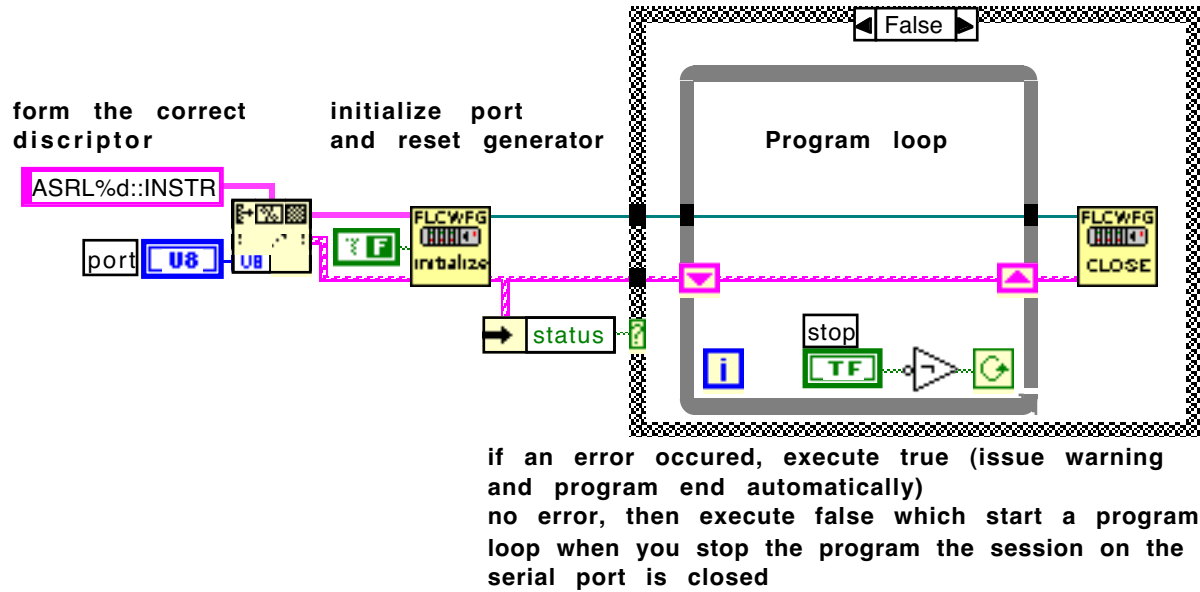 False
form the correct
discriptor
initialize port
and reset generator
Program loop
ASRL%d::INSTR
port
U8
U8
F
FLCWFG
initialize
FLCWFG
CLOSE
status
?
stop
TF
i
if an error occured, execute true (issue warning
and program end automatically)
no error, then execute false which start a program
loop when you stop the program the session on the
serial port is closed